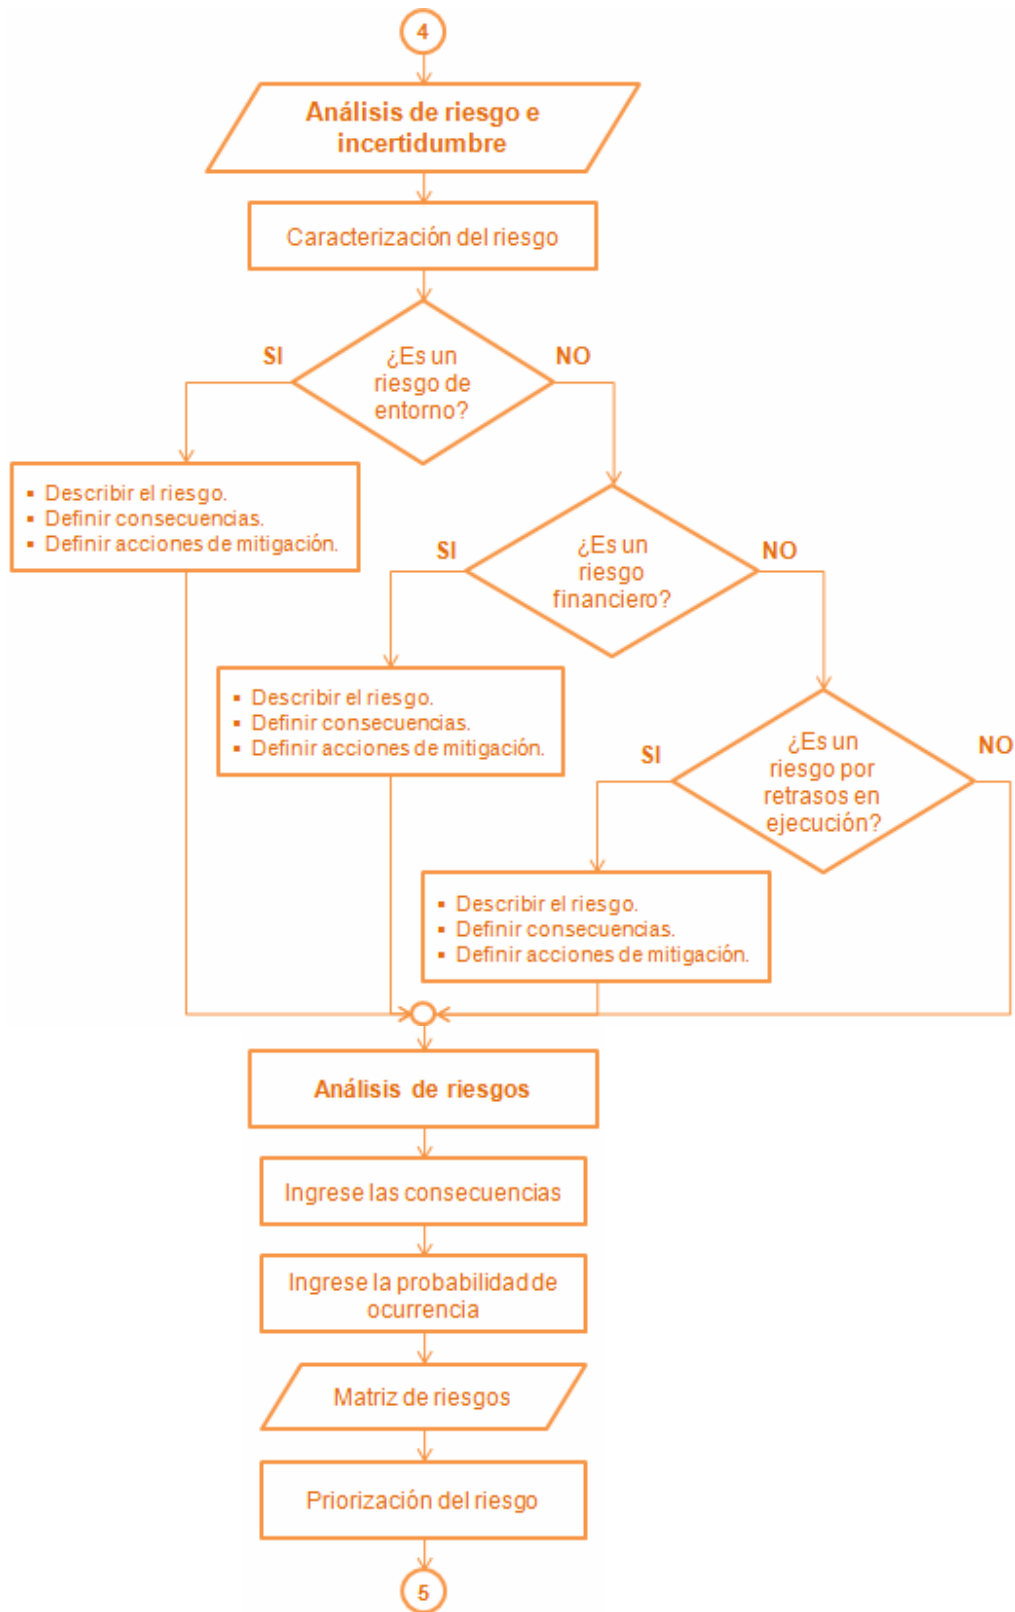 4
Análisis de riesgo e
incertidumbre
Caracterización del riesgo
SI
¿Es un
riesgo de
entorno?
NO
▪ Describir el riesgo.
▪ Definir consecuencias.
▪ Definir acciones de mitigación.
SI
¿Es un
riesgo
financiero?
NO
▪ Describir el riesgo.
▪ Definir consecuencias.
▪ Definir acciones de mitigación.
SI
¿Es un
riesgo por
retrasos en
ejecución?
NO
▪ Describir el riesgo.
▪ Definir consecuencias.
▪ Definir acciones de mitigación.
Análisis de riesgos
Ingrese las consecuencias
Ingrese la probabilidad de
ocurrencia
Matriz de riesgos
Priorización del riesgo
5